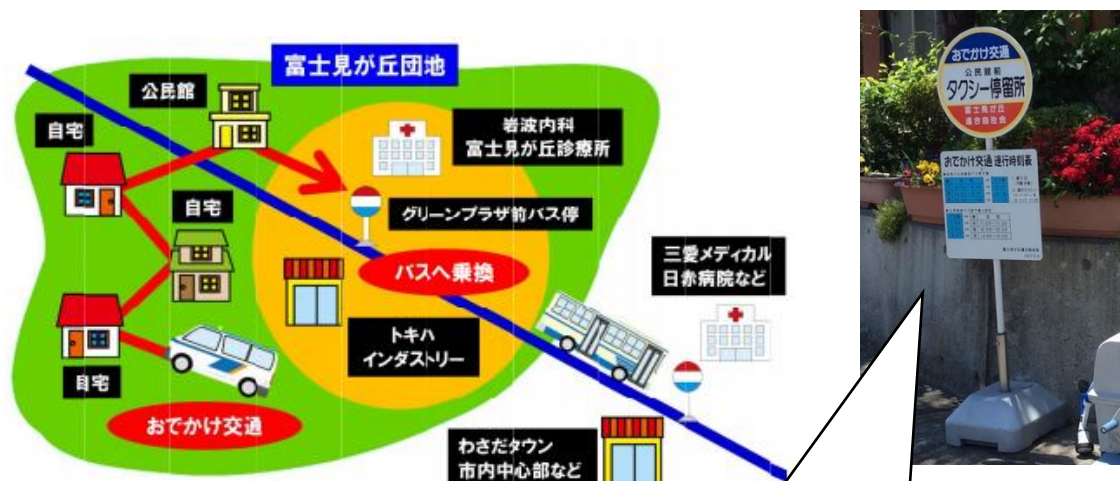 富士見が丘団地
公民館
自宅
岩波内科
富士見が丘診療所
自宅
グリーンプラザ前バス停
バスへ乗換
三愛メディカル
日赤病院など
トキハ
インダストリー
自宅
おでかけ交通
わさだタウン
市内中心部など
おでかけ交通
公民館前
タクシー停留所
富士見が丘
連合自治会
おでかけ交通 運行時刻表